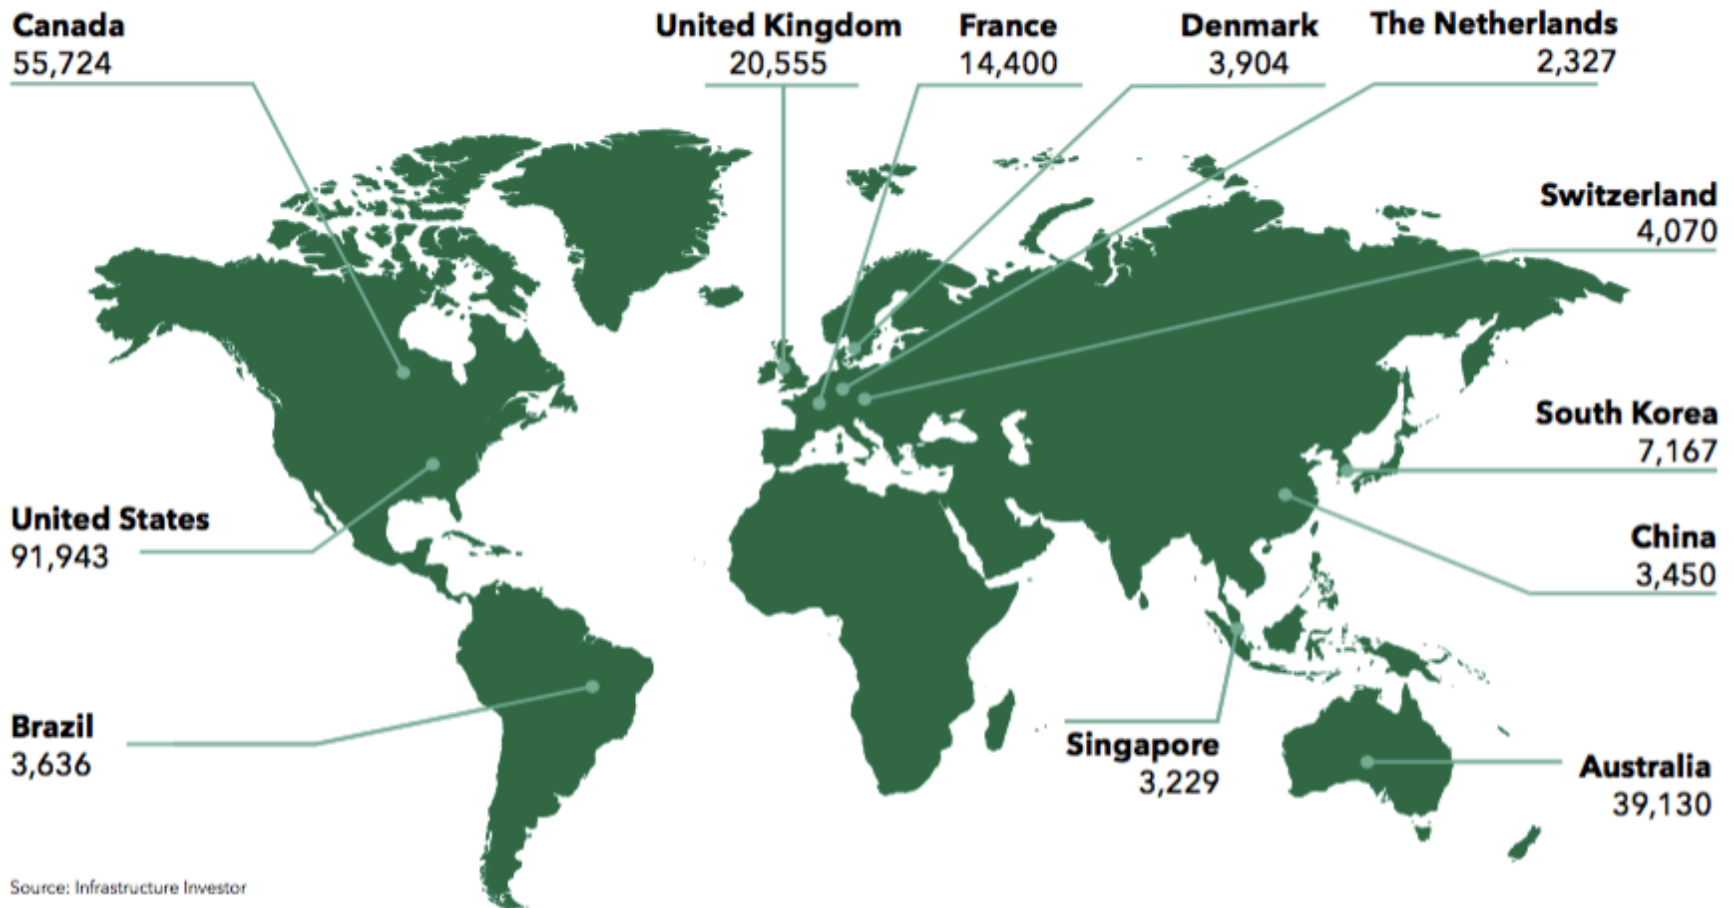 Canada
55,724
United Kingdom
20,555
France
14,400
Denmark
3,904
The Netherlands
2,327
Switzerland
4,070
South Korea
7,167
United States
91,943
China
3,450
Brazil
3,636
Singapore
3,229
Australia
39,130
Source: Infrastructure Investor